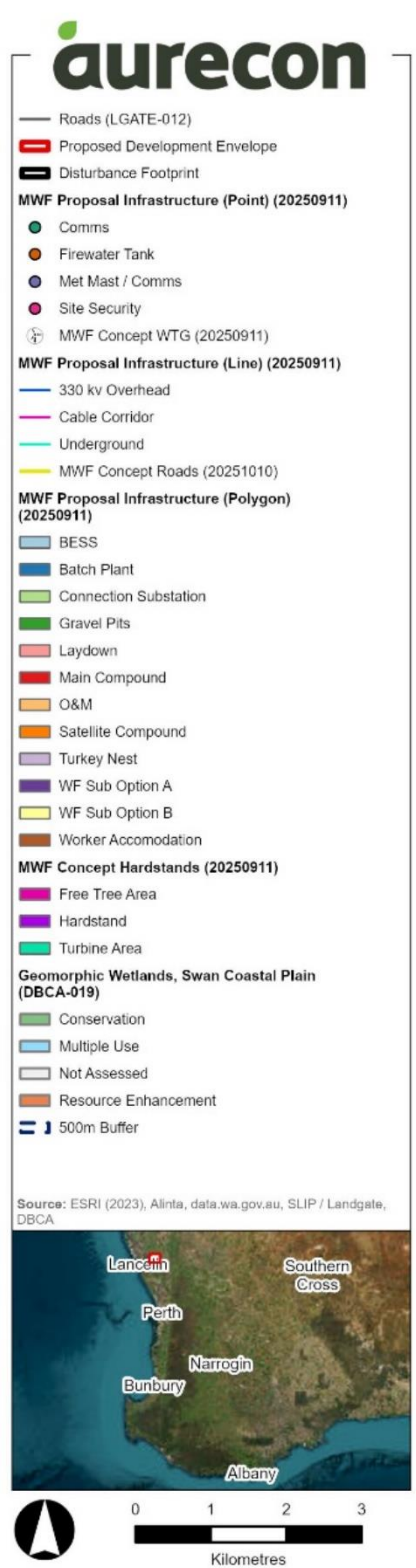 aurecon
Roads (LGATE-012)
Proposed Development Envelope
Disturbance Footprint
MWF Proposal Infrastructure (Point) (20250911)
Comms
Firewater Tank
Met Mast / Comms
Site Security
MWF Concept WTG (20250911)
MWF Proposal Infrastructure (Line) (20250911)
330 kv Overhead
Cable Corridor
Underground
MWF Concept Roads (20251010)
MWF Proposal Infrastructure (Polygon)
(20250911)
BESS
Batch Plant
Connection Substation
Gravel Pits
Laydown
Main Compound
O&M
Satellite Compound
Turkey Nest
WF Sub Option A
WF Sub Option B
Worker Accomodation
MWF Concept Hardstands (20250911)
Free Tree Area
Hardstand
Turbine Area
Geomorphic Wetlands, Swan Coastal Plain
(DBCA-019)
Conservation
Multiple Use
Not Assessed
Resource Enhancement
500m Buffer
Source: ESRI (2023), Alinta, data.wa.gov.au, SLIP / Landgate,
DBCA
Lancelin
Southern
Cross
Perth
Narrogin
Bunbury
Albany
0 1 2 3
Kilometres